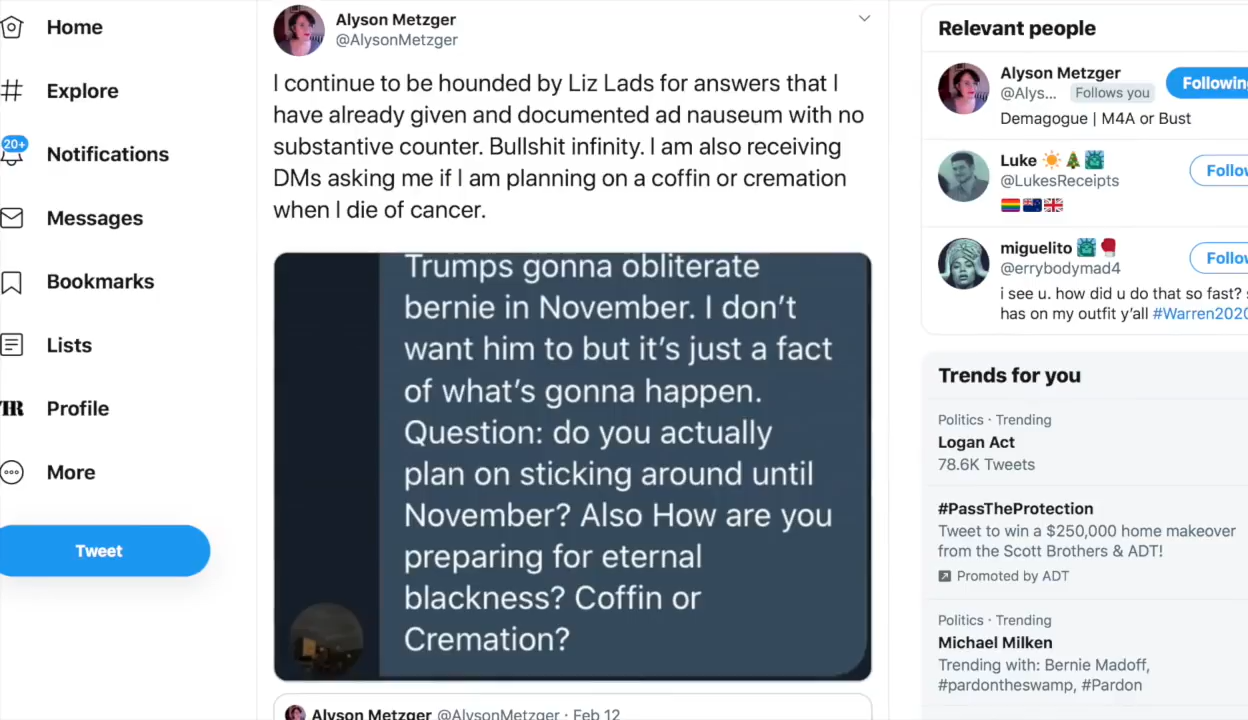 Home
Explore
20+
Notifications
Messages
Bookmarks
Lists
Profile
More
Tweet
Alyson Metzger
@AlysonMetzger
I continue to be hounded by Liz Lads for answers that I
have already given and documented ad nauseum with no
substantive counter. Bullshit infinity. I am also receiving
DMs asking me if I am planning on a coffin or cremation
when I die of cancer.
Trumps gonna obliterate
bernie in November. I don't
want him to but it's just a fact
of what's gonna happen.
Question: do you actually
plan on sticking around until
November? Also How are you
preparing for eternal
blackness? Coffin or
Cremation?
Alyson Metzger @AlysonMetzger · Feb 12
Relevant people
Alyson Metzger
@Alys... Follows you
Following
Demagogue | M4A or Bust
Luke
@LukesReceipts
Follow
miguelito
@errybodymad4
Follow
i see u. how did u do that so fast?
has on my outfit y'all #Warren2020
Trends for you
Politics · Trending
Logan Act
78.6K Tweets
#PassTheProtection
Tweet to win a $250,000 home makeover
from the Scott Brothers & ADT!
Promoted by ADT
Politics · Trending
Michael Milken
Trending with: Bernie Madoff,
#pardontheswamp, #Pardon